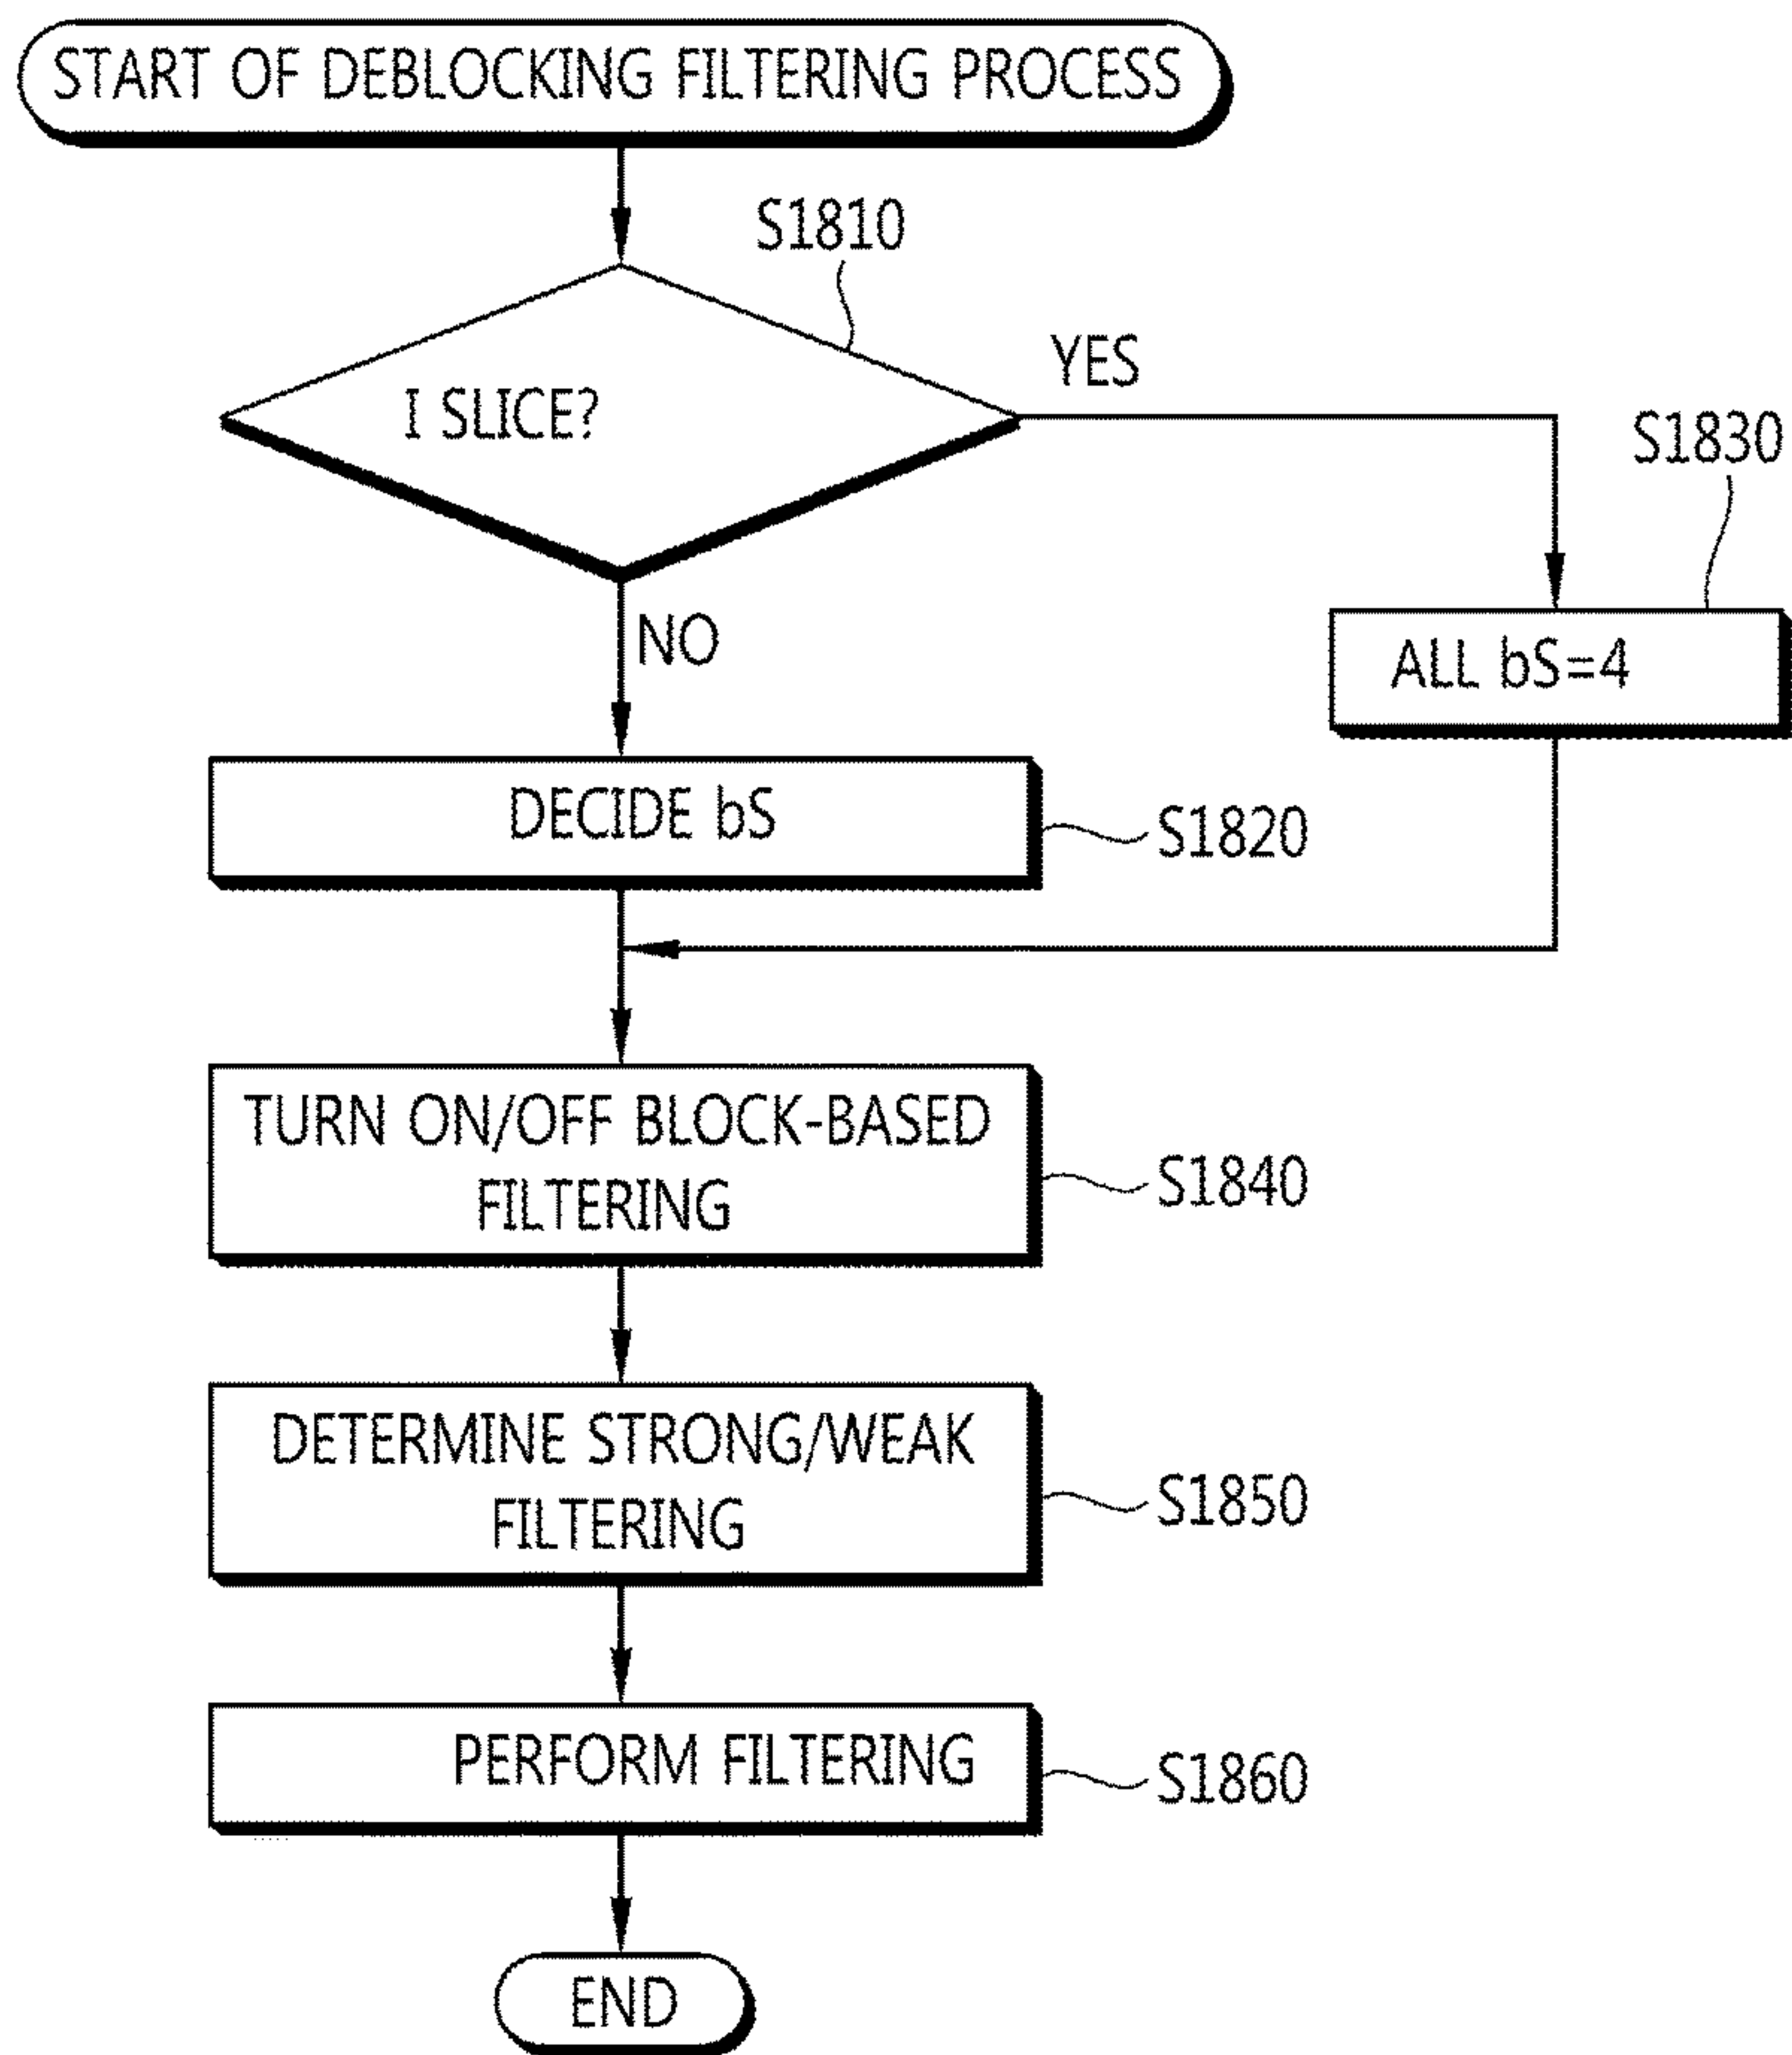 START OF DEBLOCKING FILTERING PROCESS
S1810
I SLICE?
YES
S1830
NO
ALL bS=4
DECIDE bS
S1820
TURN ON/OFF BLOCK-BASED
FILTERING
S1840
DETERMINE STRONG/WEAK
FILTERING
S1850
PERFORM FILTERING
S1860
END